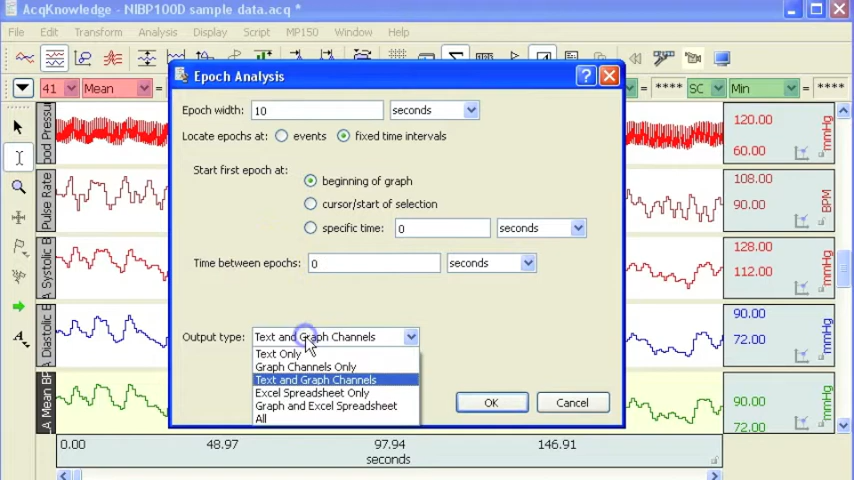 AcqKnowledge - NIBP100D sample data.acq *
File Edit Transform Analysis Display Script MP150 Window Help
41 Mean = = **** SC Min = ****
Epoch Analysis
Epoch width: 10 seconds
Locate epochs at: events fixed time intervals
Start first epoch at:
beginning of graph
cursor/start of selection
specific time: 0 seconds
Time between epochs: 0 seconds
Output type: Text and Graph Channels
Text Only
Graph Channels Only
Text and Graph Channels
Excel Spreadsheet Only
Graph and Excel Spreadsheet
All
OK Cancel
Pulse Rate
A Systolic B
A Diastolic B
LA Mean BP
120.00
60.00
mmHg
108.00
90.00
BPM
128.00
112.00
mmHg
90.00
72.00
mmHg
90.00
72.00
mmHg
0.00 48.97 97.94 146.91
seconds